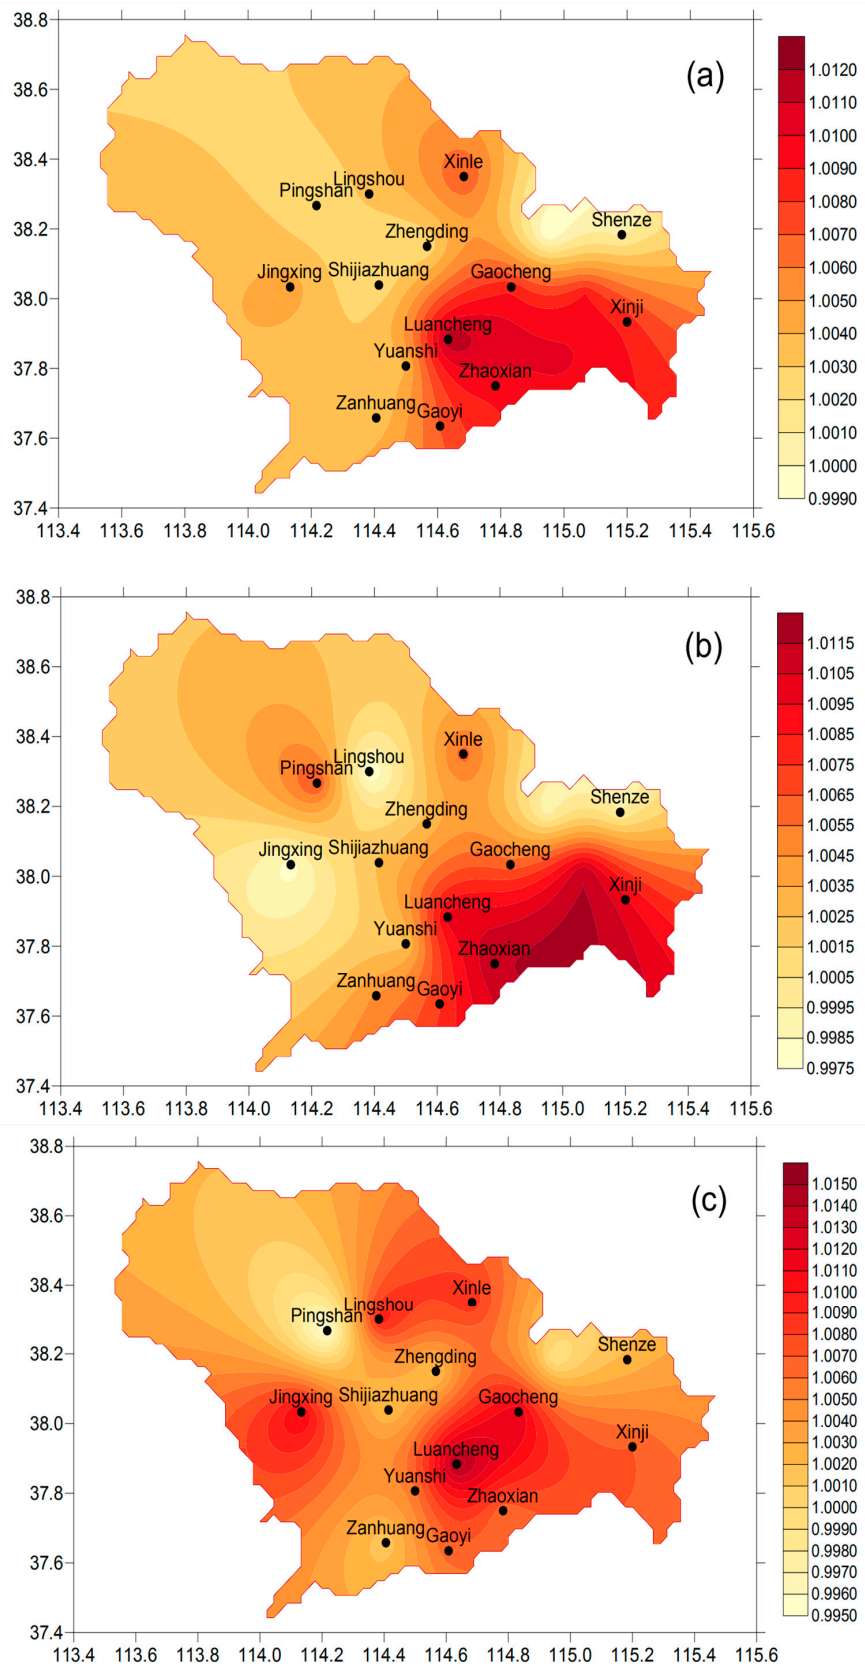 (a)
38.8
38.6
38.4
38.2
38.0
37.8
37.6
37.4
113.4 113.6 113.8 114.0 114.2 114.4 114.6 114.8 115.0 115.2 115.4 115.6
Xinle
Lingshou
Pingshan
Shenze
Zhengding
Jingxing Shijiazhuang Gaocheng
Xinji
Luancheng
Yuanshi
Zhaoxian
Zanhuang Gaoyi
1.0120
1.0110
1.0100
1.0090
1.0080
1.0070
1.0060
1.0050
1.0040
1.0030
1.0020
1.0010
1.0000
0.9990
(b)
38.8
38.6
38.4
38.2
38.0
37.8
37.6
37.4
113.4 113.6 113.8 114.0 114.2 114.4 114.6 114.8 115.0 115.2 115.4 115.6
Xinle
Lingshou
Pingshan
Shenze
Zhengding
Jingxing Shijiazhuang Gaocheng
Xinji
Luancheng
Yuanshi
Zhaoxian
Zanhuang Gaoyi
1.0115
1.0105
1.0095
1.0085
1.0075
1.0065
1.0055
1.0045
1.0035
1.0025
1.0015
1.0005
0.9995
0.9985
0.9975
(c)
38.8
38.6
38.4
38.2
38.0
37.8
37.6
37.4
113.4 113.6 113.8 114.0 114.2 114.4 114.6 114.8 115.0 115.2 115.4 115.6
Xinle
Lingshou
Pingshan
Shenze
Zhengding
Jingxing Shijiazhuang Gaocheng
Xinji
Luancheng
Yuanshi
Zhaoxian
Zanhuang Gaoyi
1.0150
1.0140
1.0130
1.0120
1.0110
1.0100
1.0090
1.0080
1.0070
1.0060
1.0050
1.0040
1.0030
1.0020
1.0010
1.0000
0.9990
0.9980
0.9970
0.9960
0.9950